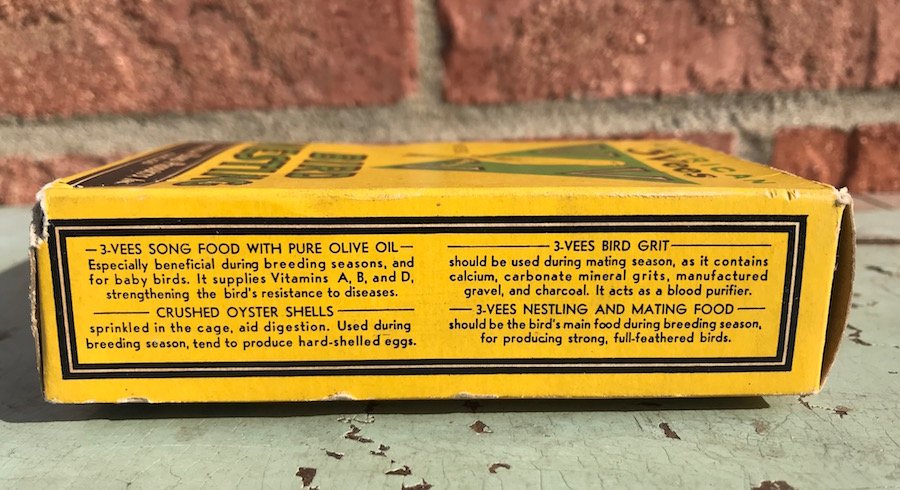 BIRD
NESTLING
3-VEES SONG FOOD WITH PURE OLIVE OIL
Especially beneficial during breeding seasons, and
for baby birds. It supplies Vitamins A, B, and D,
strengthening the bird's resistance to diseases.
CRUSHED OYSTER SHELLS
sprinkled in the cage, aid digestion. Used during
breeding season, tend to produce hard-shelled eggs.
3-VEES BIRD GRIT
should be used during mating season, as it contains
calcium, carbonate mineral grits, manufactured
gravel, and charcoal. It acts as a blood purifier.
3-VEES NESTLING AND MATING FOOD
should be the bird's main food during breeding season,
for producing strong, full-feathered birds.